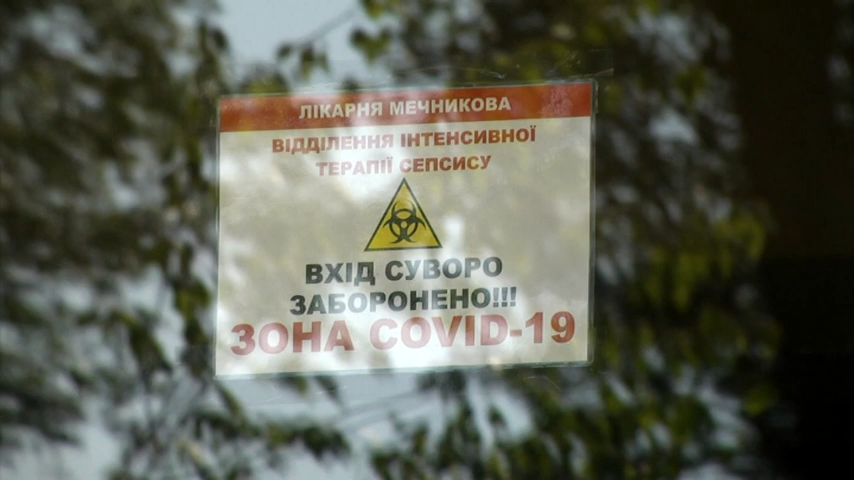 ЛІКАРНЯ МЕЧНИКОВА
ВІДДІЛЕННЯ ІНТЕНСИВНОЇ
ТЕРАПІЇ СЕПСИСУ
ВХІД СУВОРО
ЗАБОРОНЕНО!!!
ЗОНА COVID-19